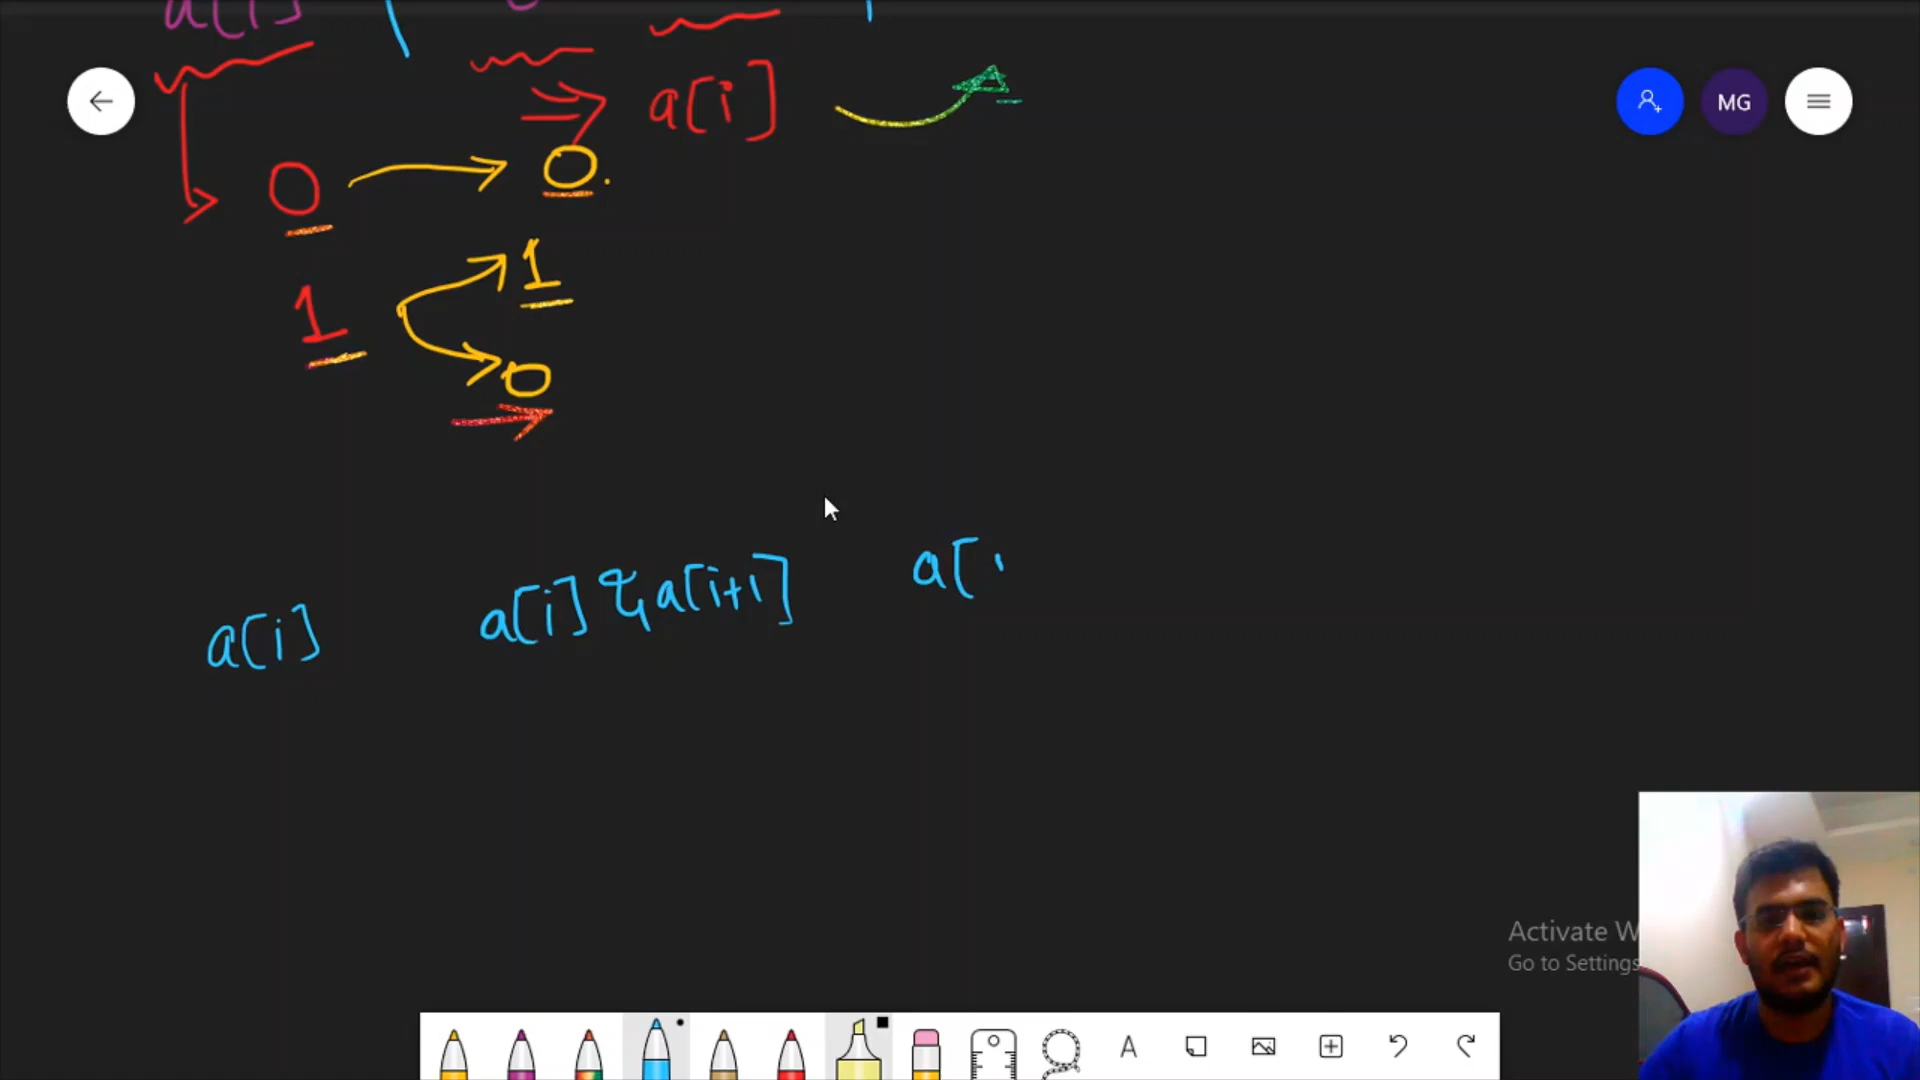 a[i]
a[i]
MG
0 0.
1 1
0
a[i] a[i] & a[i+1] a[i
Activate W
Go to Settings
A